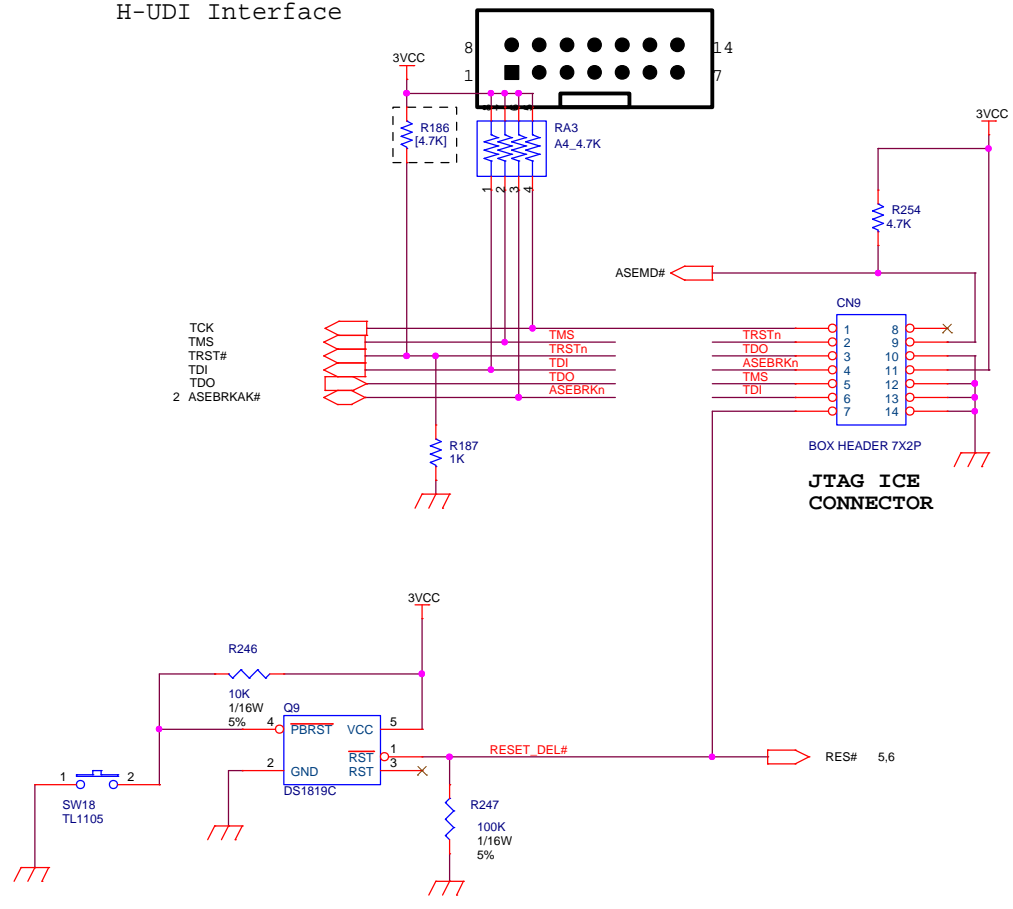 H-UDI Interface
8 14
1 7
3VCC
R186
[4.7K]
RA3
A4_4.7K
1 2 3 4
3VCC
R254
4.7K
ASEMD#
CN9
TCK
TMS
TRST#
TDI
TDO
2 ASEBRKAK#
TMS
TRSTn
TDI
TDO
ASEBRKn
TRSTn
TDO
ASEBRKn
TMS
TDI
1 8
2 9
3 10
4 11
5 12
6 13
7 14
BOX HEADER 7X2P
JTAG ICE
CONNECTOR
R187
1K
3VCC
R246
10K
1/16W
5%
Q9
4 PBRST VCC 5
RST 1
2 GND RST 3
DS1819C
RESET_DEL#
RES# 5,6
1 2
SW18
TL1105
R247
100K
1/16W
5%